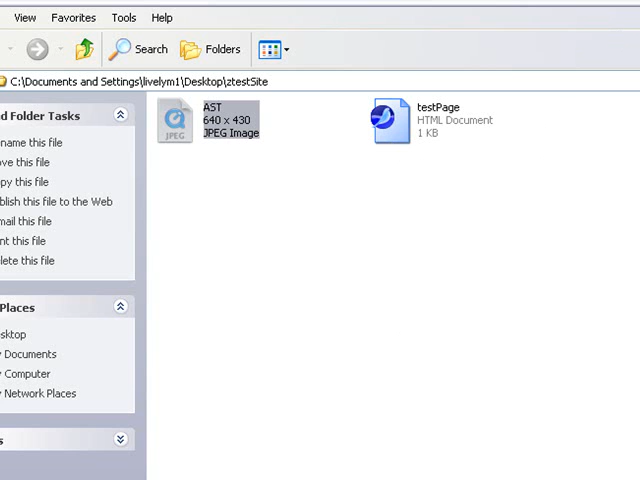 View Favorites Tools Help
Search Folders
C:\Documents and Settings\livelym1\Desktop\ztestSite
d Folder Tasks
name this file
ve this file
py this file
blish this file to the Web
mail this file
nt this file
lete this file
Places
sktop
Documents
Computer
Network Places
s
JPEG
AST
640 x 430
JPEG Image
testPage
HTML Document
1 KB